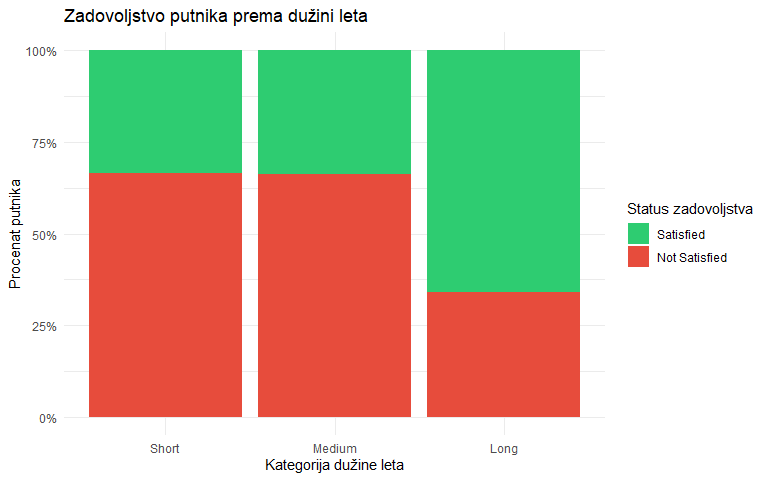 Zadovoljstvo putnika prema dužini leta
Procenat putnika
100%
75%
50%
25%
0%
Short
Medium
Long
Kategorija dužine leta
Status zadovoljstva
Satisfied
Not Satisfied